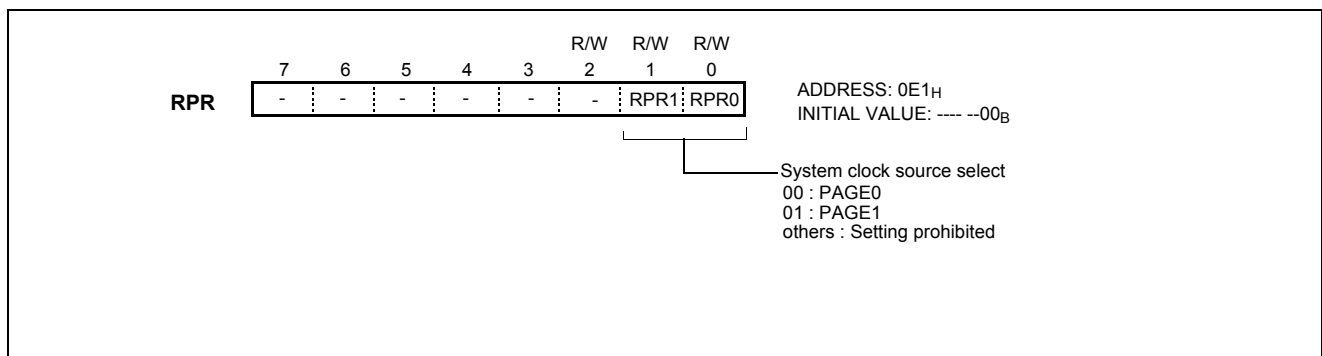 R/W R/W R/W
7 6 5 4 3 2 1 0
RPR - - - - - - RPR1 RPR0
ADDRESS: 0E1H
INITIAL VALUE: ---- --00B
System clock source select
00 : PAGE0
01 : PAGE1
others : Setting prohibited